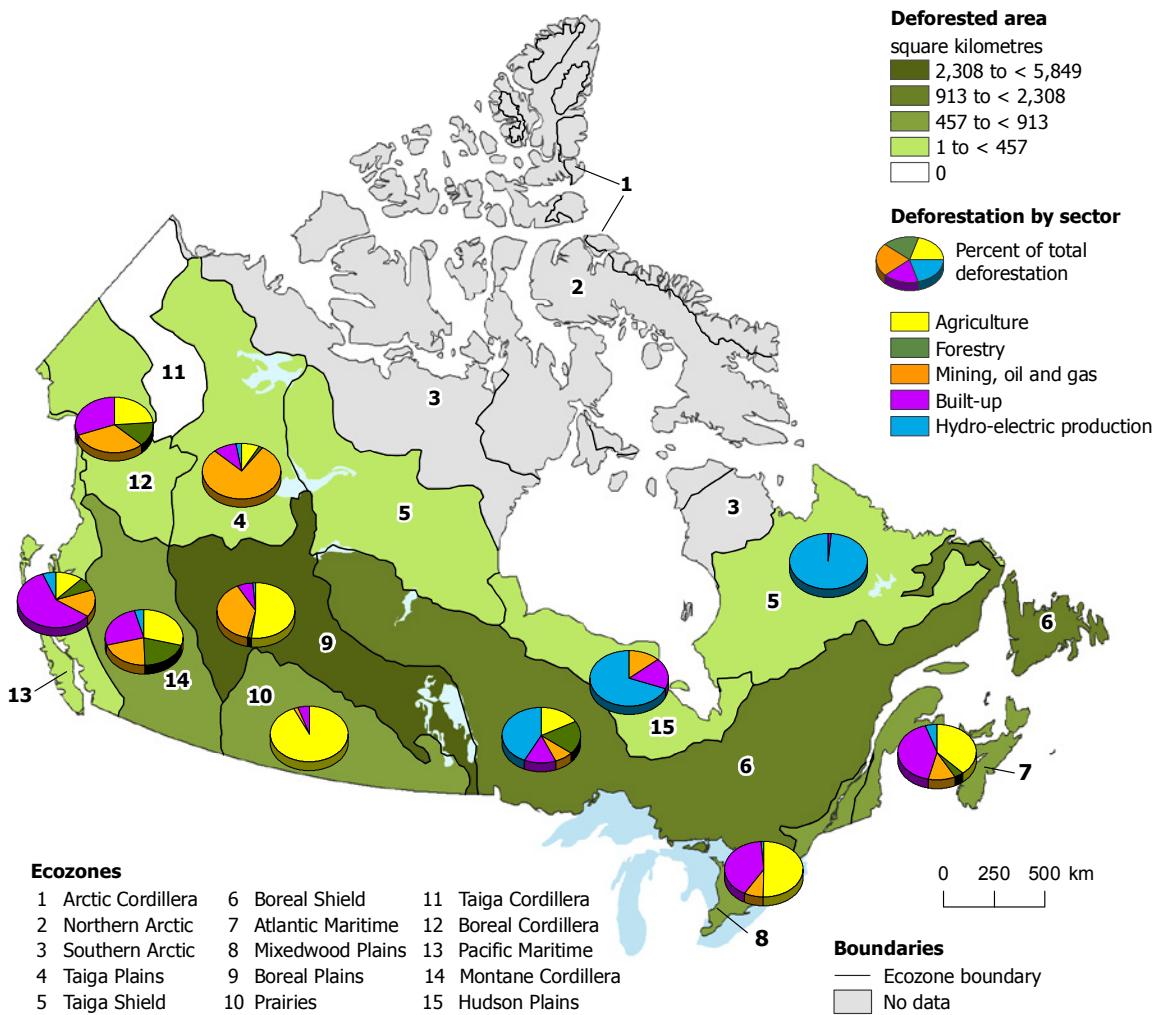 Deforested area
square kilometres
2,308 to < 5,849
913 to < 2,308
457 to < 913
1 to < 457
0
Deforestation by sector
Percent of total
deforestation
Agriculture
Forestry
Mining, oil and gas
Built-up
Hydro-electric production
1
2
3
11
3
12
4
5
5
6
9
13
14
10
15
6
7
8
0 250 500 km
Ecozones
1 Arctic Cordillera
2 Northern Arctic
3 Southern Arctic
4 Taiga Plains
5 Taiga Shield
6 Boreal Shield
7 Atlantic Maritime
8 Mixedwood Plains
9 Boreal Plains
10 Prairies
11 Taiga Cordillera
12 Boreal Cordillera
13 Pacific Maritime
14 Montane Cordillera
15 Hudson Plains
Boundaries
Ecozone boundary
No data